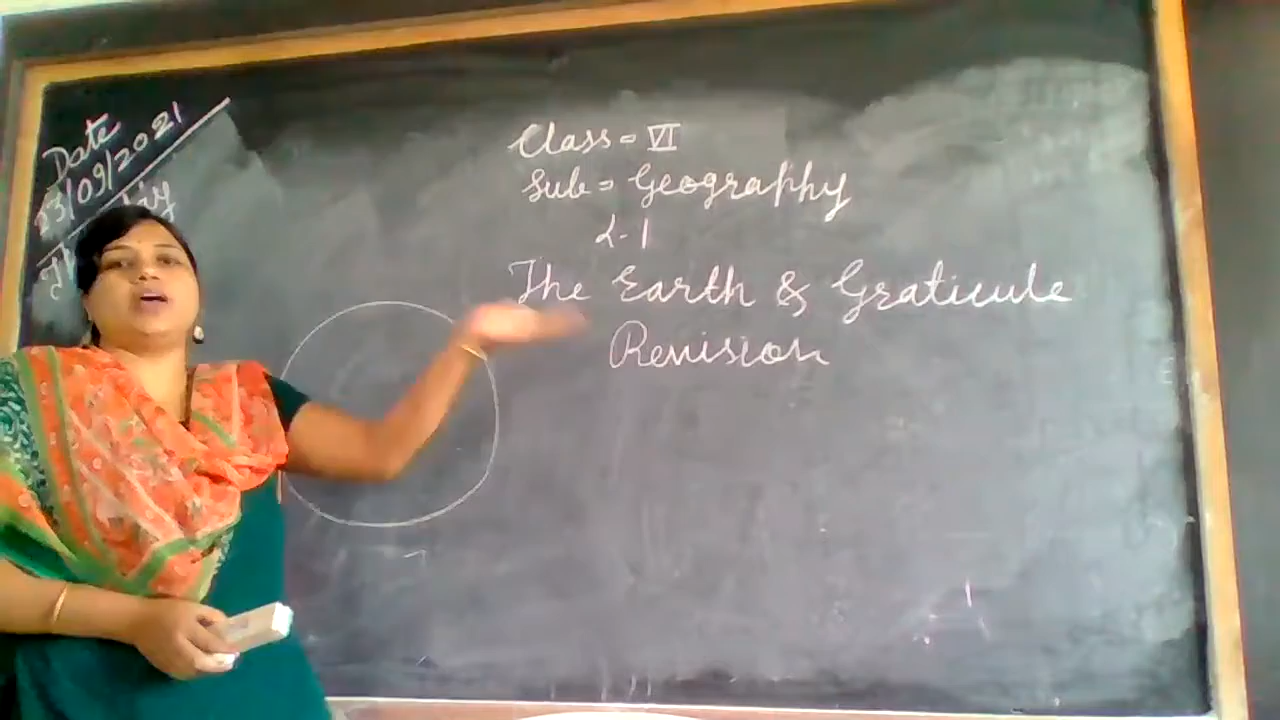 Date
23/09/2021
Class = VI
Sub = Geography
L-1
The Earth & Graticule
Revision